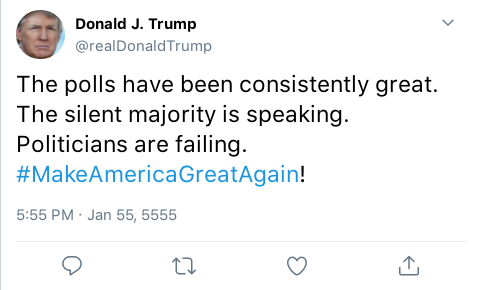 Donald J. Trump
@realDonaldTrump
The polls have been consistently great.
The silent majority is speaking.
Politicians are failing.
#MakeAmericaGreatAgain!
5:55 PM · Jan 55, 5555